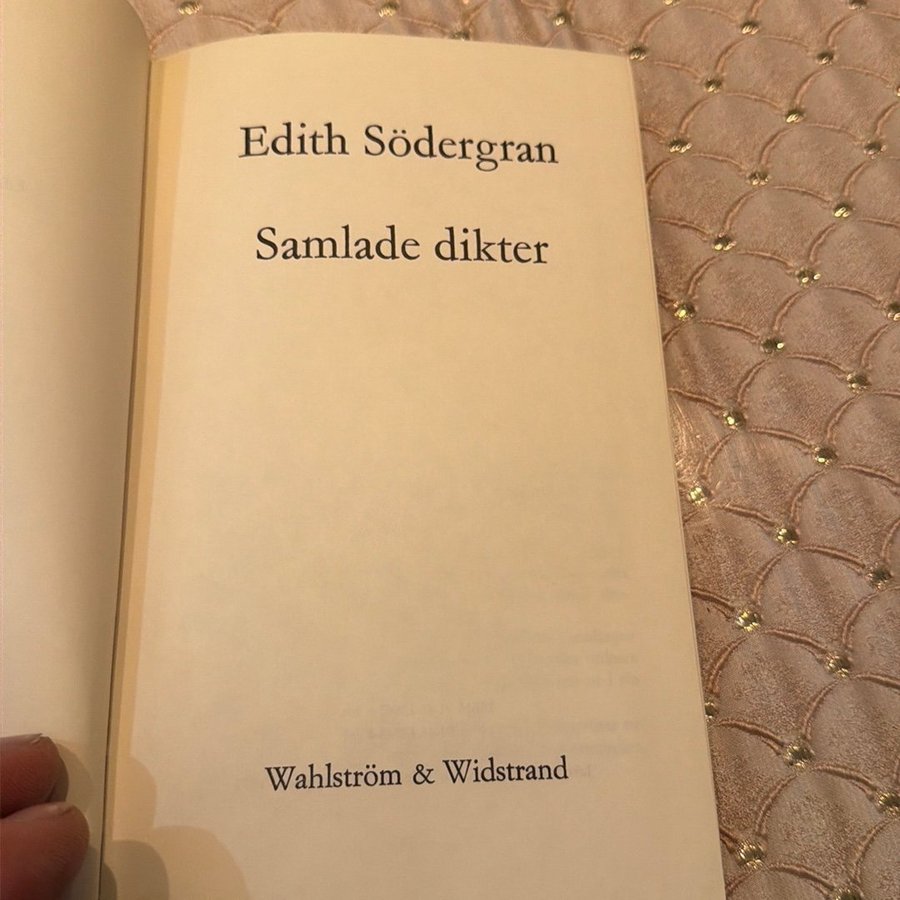 Edith Södergran
Samlade dikter
Wahlström & Widstrand